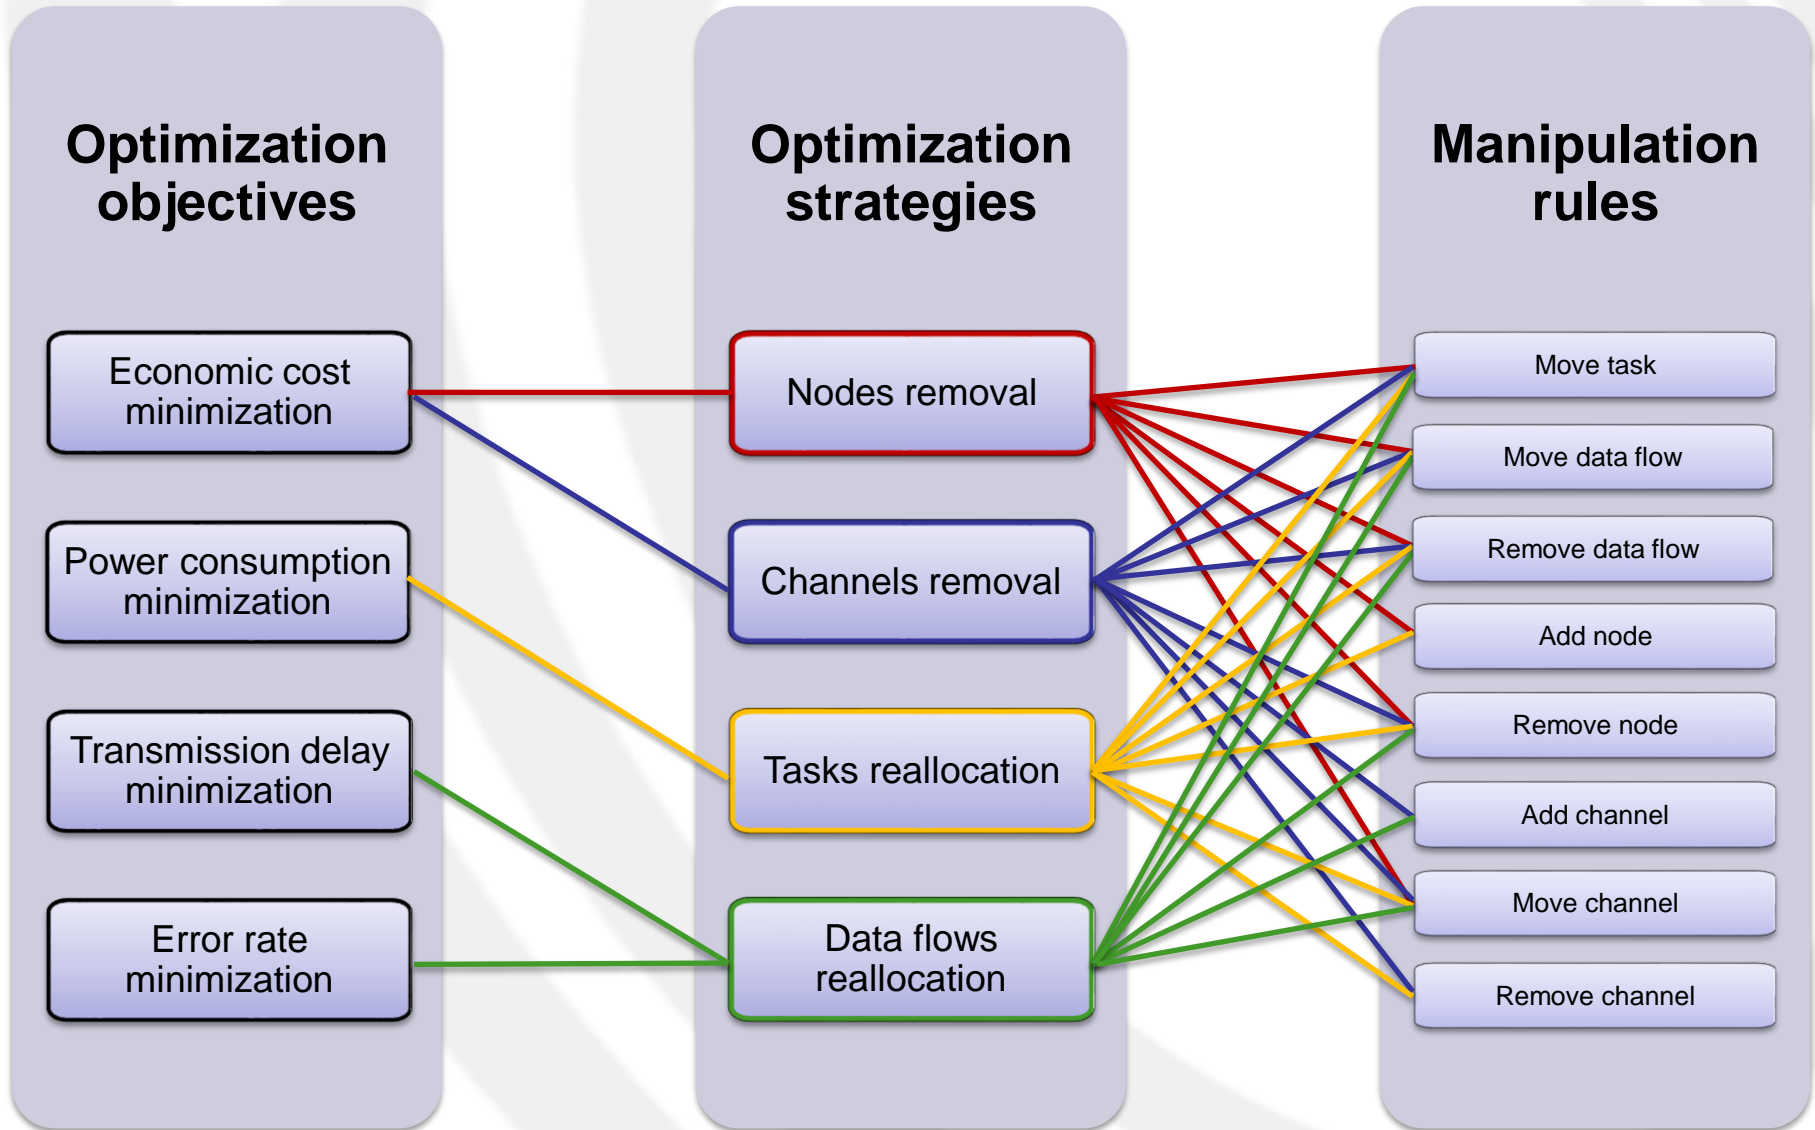 Optimization
objectives
Economic cost
minimization
Power consumption
minimization
Transmission delay
minimization
Error rate
minimization
Optimization
strategies
Nodes removal
Channels removal
Tasks reallocation
Data flows
reallocation
Manipulation
rules
Move task
Move data flow
Remove data flow
Add node
Remove node
Add channel
Move channel
Remove channel